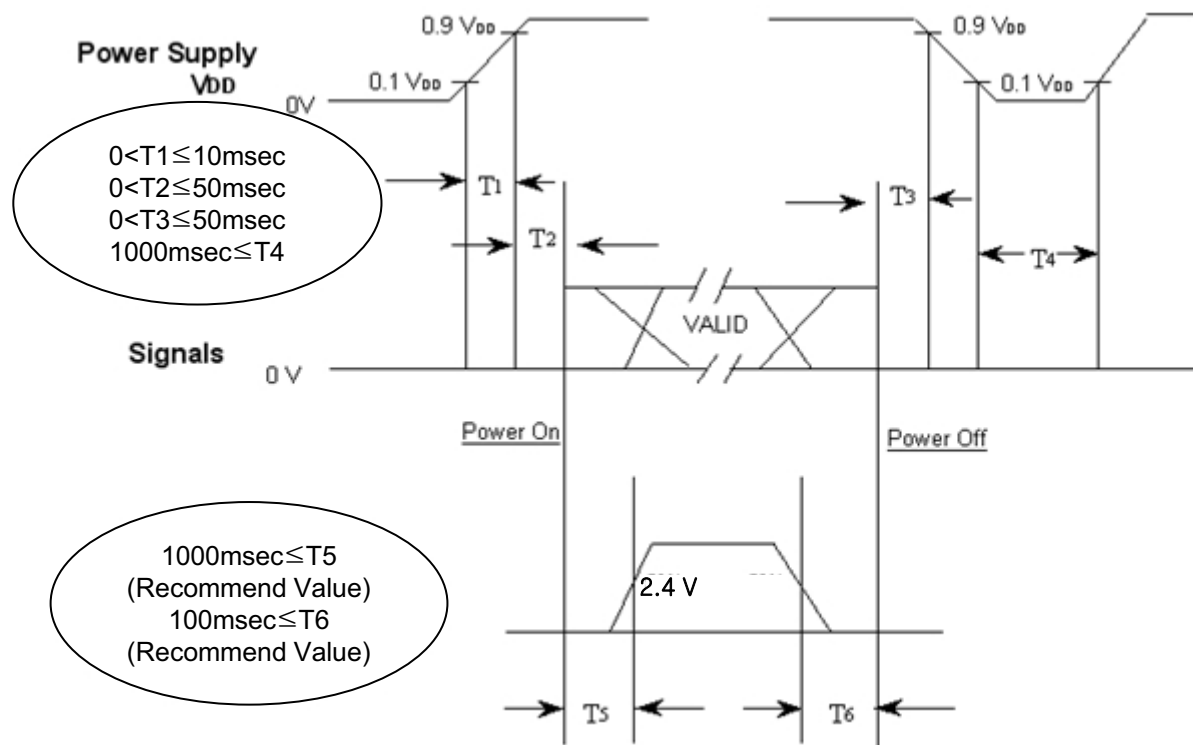 0.9 VDD
0.9 VDD
Power Supply
VDD
0.1 VDD
0.1 VDD
0V
0<T1≦10msec
0<T2≦50msec
0<T3≦50msec
1000msec≦T4
T1
T3
T2
T4
VALID
Signals
0 V
Power On
Power Off
1000msec≦T5
(Recommend Value)
100msec≦T6
(Recommend Value)
2.4 V
T5
T6